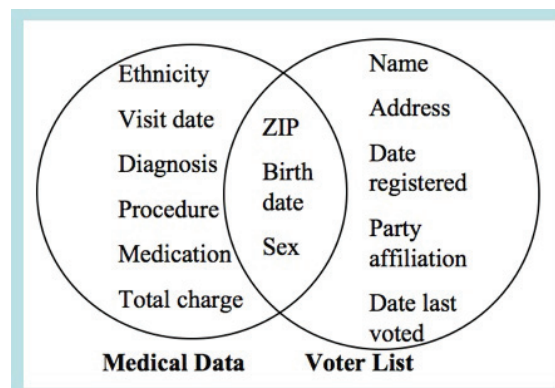 Ethnicity
Visit date
Diagnosis
Procedure
Medication
Total charge
ZIP
Birth
date
Sex
Name
Address
Date
registered
Party
affiliation
Date last
voted
Medical Data
Voter List